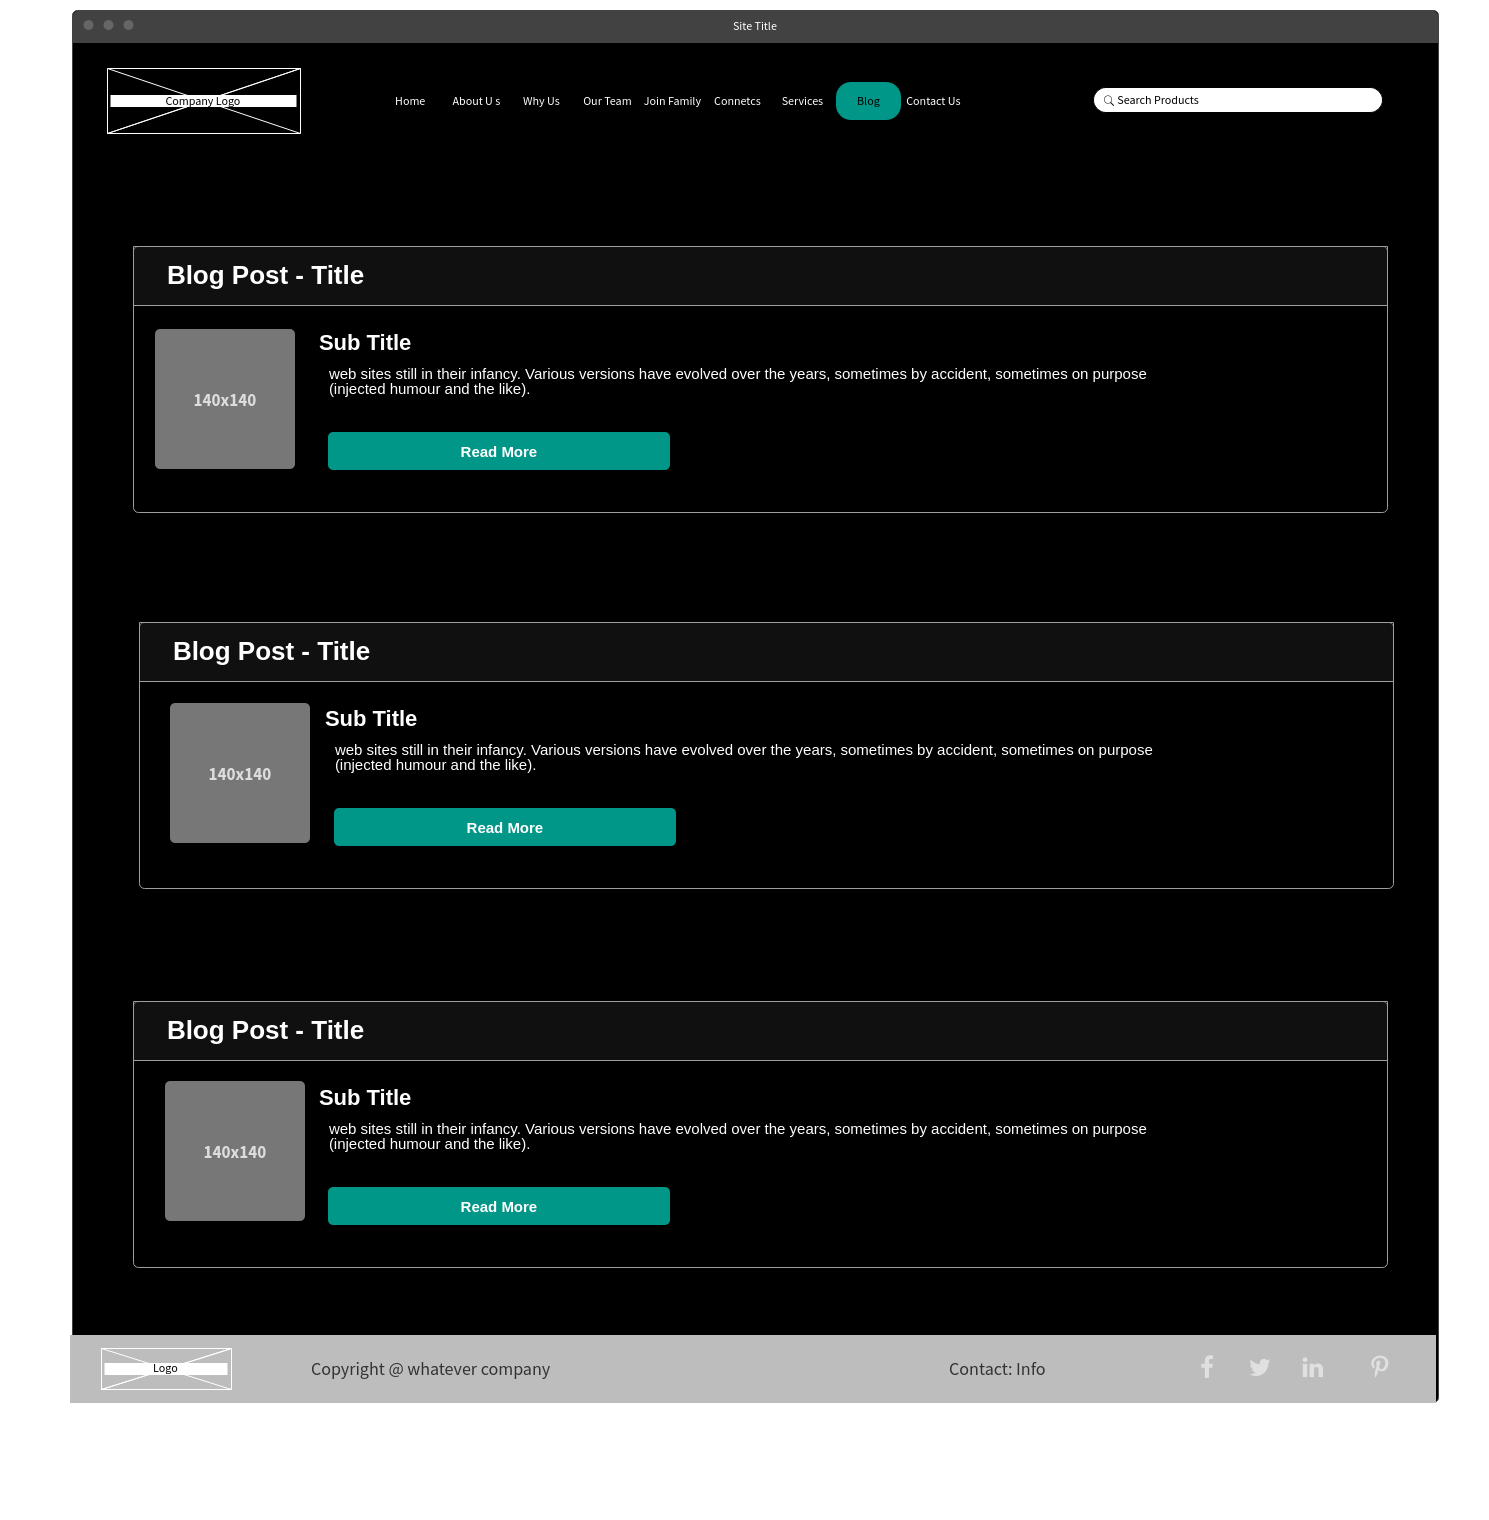 Site Title
Company Logo
Home About U s Why Us Our Team Join Family Connetcs Services Blog Contact Us
Search Products
Blog Post - Title
140x140
Sub Title
web sites still in their infancy. Various versions have evolved over the years, sometimes by accident, sometimes on purpose
(injected humour and the like).
Read More
Blog Post - Title
140x140
Sub Title
web sites still in their infancy. Various versions have evolved over the years, sometimes by accident, sometimes on purpose
(injected humour and the like).
Read More
Blog Post - Title
140x140
Sub Title
web sites still in their infancy. Various versions have evolved over the years, sometimes by accident, sometimes on purpose
(injected humour and the like).
Read More
Logo
Copyright @ whatever company
Contact: Info